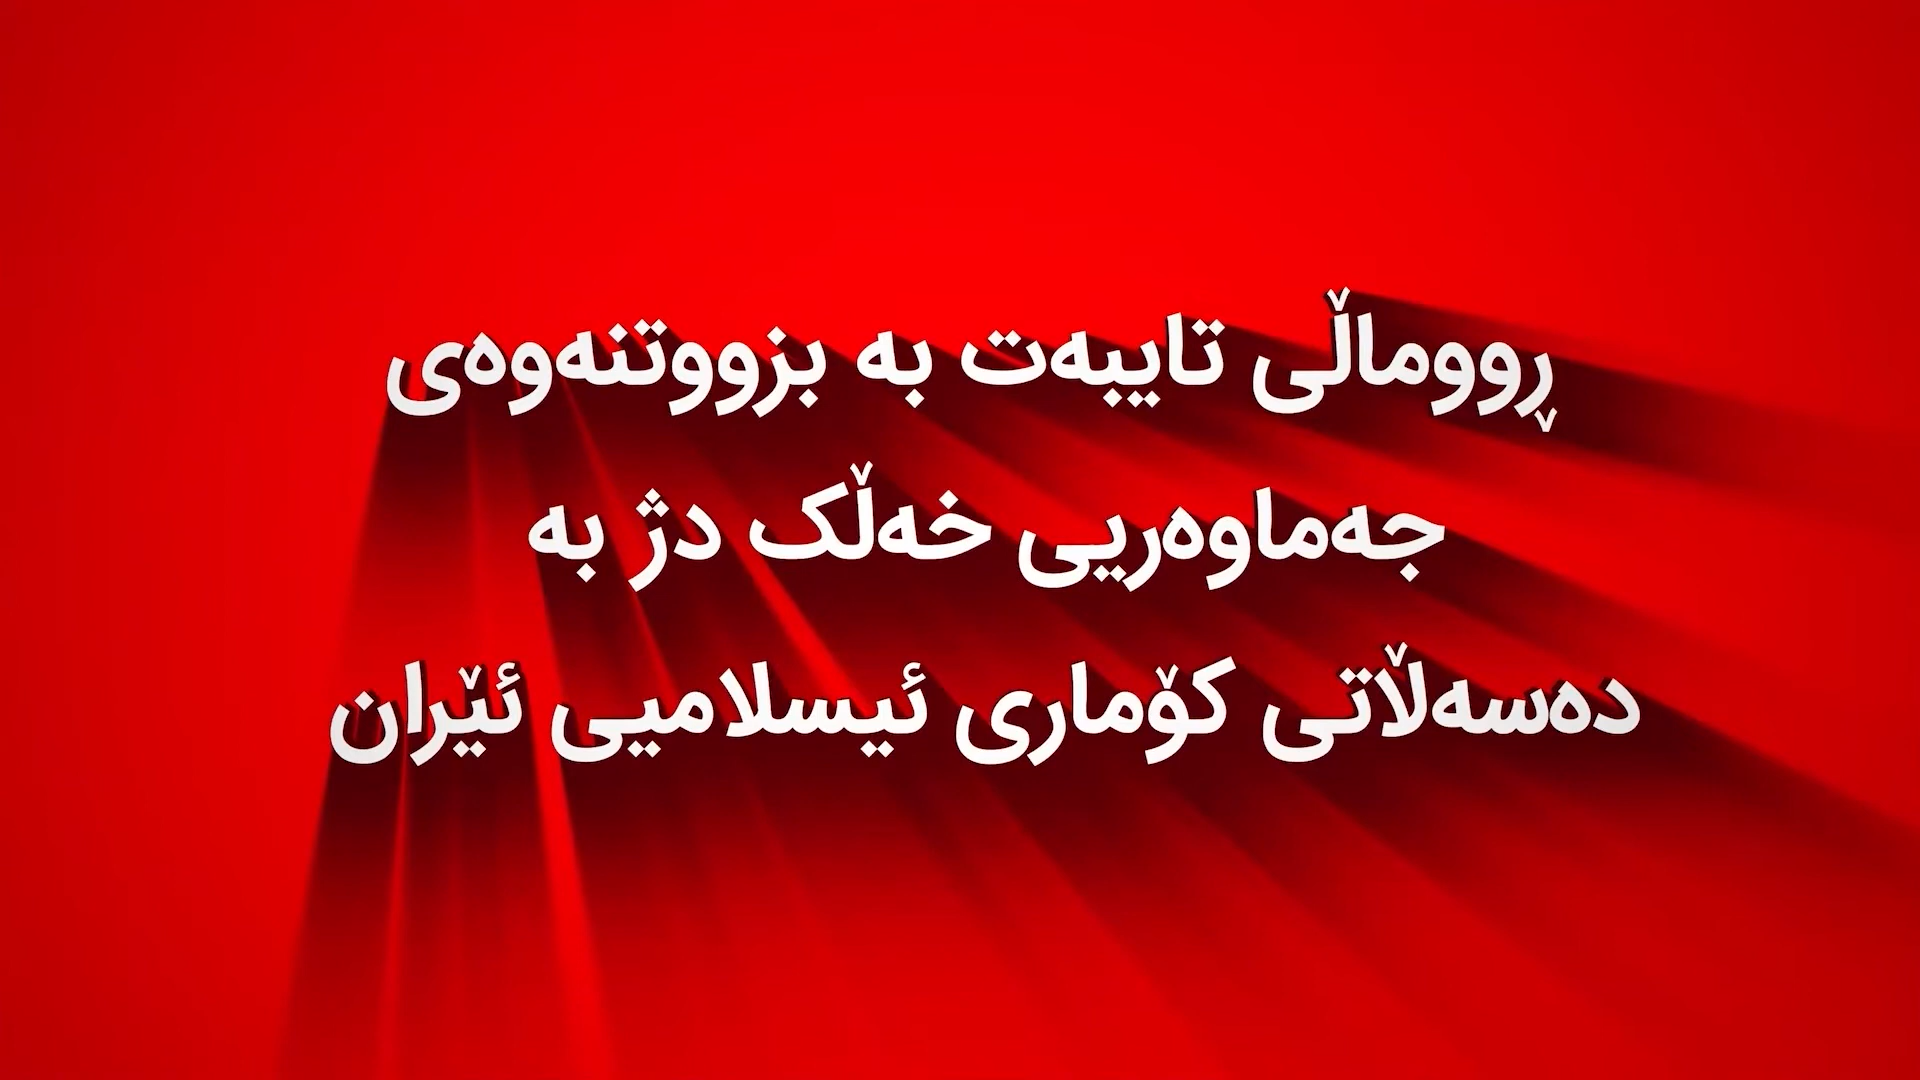 ڕووماڵی تایبەت بە بزووتنەوەی
جەماوەریی خەڵک دژ بە
دەسەڵاتی کۆماری ئیسلامیی ئێران